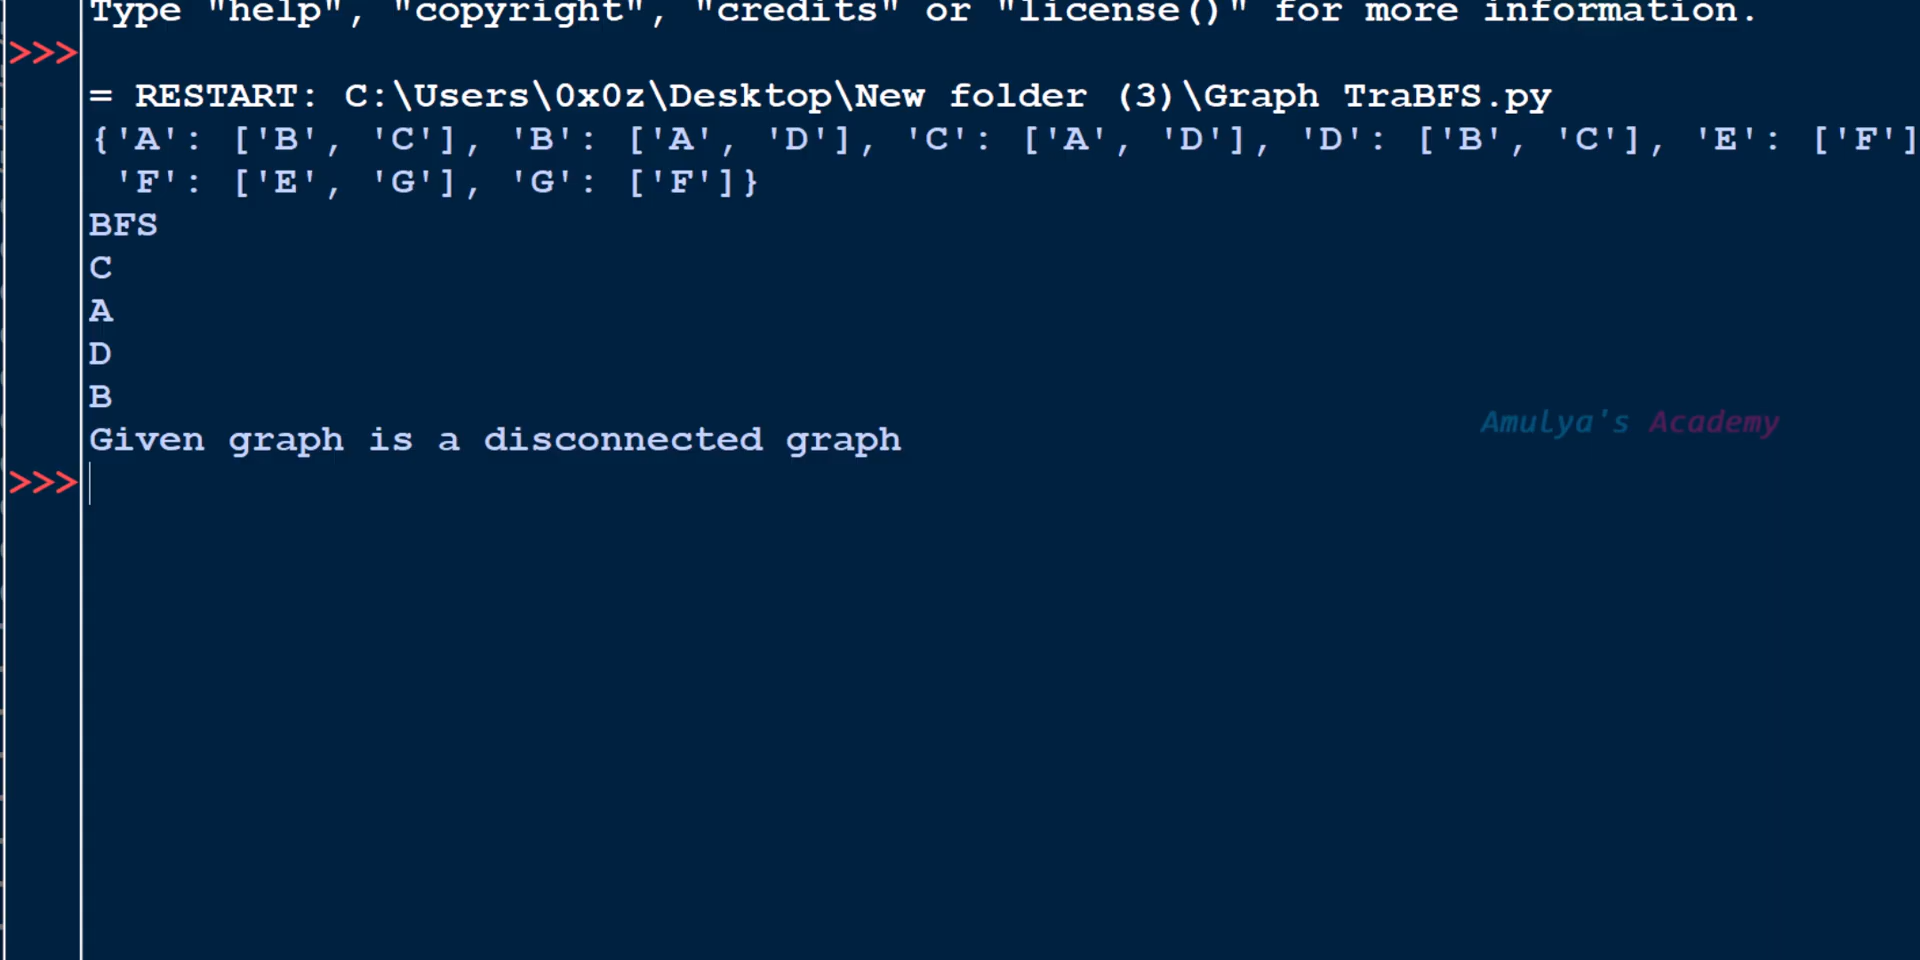 Type "help", "copyright", "credits" or "license()" for more information.
>>>
= RESTART: C:\Users\0x0z\Desktop\New folder (3)\Graph TraBFS.py
{'A': ['B', 'C'], 'B': ['A', 'D'], 'C': ['A', 'D'], 'D': ['B', 'C'], 'E': ['F']
 'F': ['E', 'G'], 'G': ['F']}
BFS
C
A
D
B
Amulya's Academy
Given graph is a disconnected graph
>>>